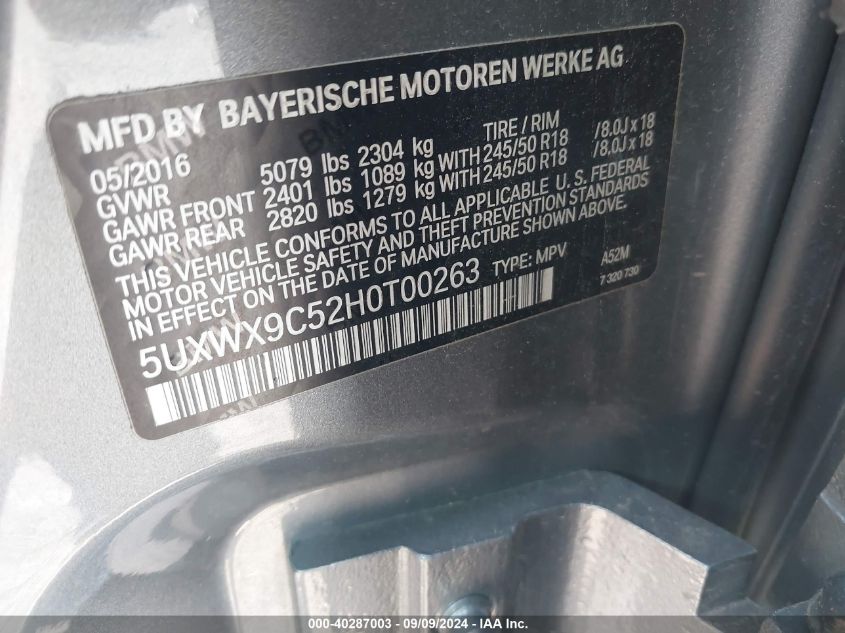 MFD BY BAYERISCHE MOTOREN WERKE AG
05/2016
TIRE / RIM
GVWR 5079 lbs 2304 kg
GAWR FRONT 2401 lbs 1089 kg WITH 245/50 R18 /8.0J x 18
GAWR REAR 2820 lbs 1279 kg WITH 245/50 R18 /8.0J x 18
THIS VEHICLE CONFORMS TO ALL APPLICABLE U. S. FEDERAL
MOTOR VEHICLE SAFETY AND THEFT PREVENTION STANDARDS
IN EFFECT ON THE DATE OF MANUFACTURE SHOWN ABOVE.
5UXWX9C52H0T00263 TYPE: MPV A52M
7 320 730
000-40287003 - 09/09/2024 - Copyright © 2024 IAA, Inc.